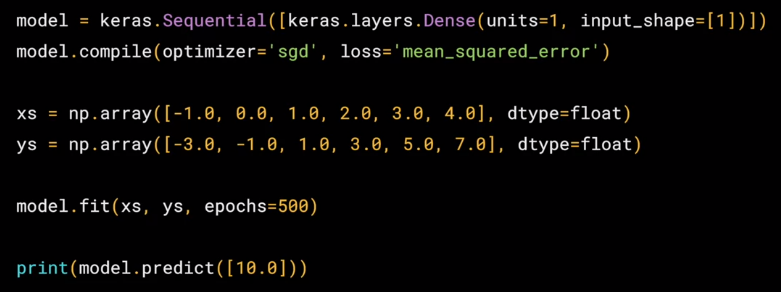 model = keras.Sequential([keras.layers.Dense(units=1, input_shape=[1])])
model.compile(optimizer='sgd', loss='mean_squared_error')
xs = np.array([-1.0, 0.0, 1.0, 2.0, 3.0, 4.0], dtype=float)
ys = np.array([-3.0, -1.0, 1.0, 3.0, 5.0, 7.0], dtype=float)
model.fit(xs, ys, epochs=500)
print(model.predict([10.0]))